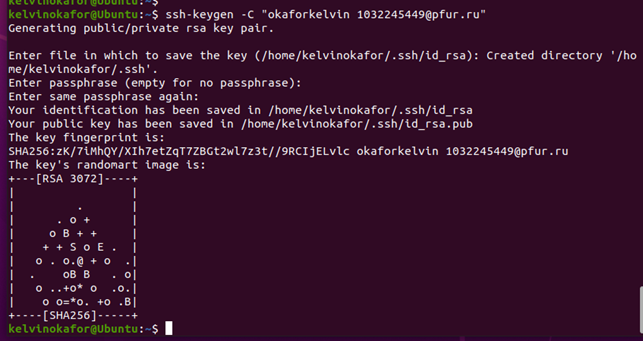 kelvinokafor@Ubuntu:~$
kelvinokafor@Ubuntu:~$ ssh-keygen -C "okaforkelvin 1032245449@pfur.ru"
Generating public/private rsa key pair.
Enter file in which to save the key (/home/kelvinokafor/.ssh/id_rsa): Created directory '/ho
me/kelvinokafor/.ssh'.
Enter passphrase (empty for no passphrase):
Enter same passphrase again:
Your identification has been saved in /home/kelvinokafor/.ssh/id_rsa
Your public key has been saved in /home/kelvinokafor/.ssh/id_rsa.pub
The key fingerprint is:
SHA256:zK/7iMhQY/XIh7etZqT7ZBGt2wl7z3t//9RCIjELvlc okaforkelvin 1032245449@pfur.ru
The key's randomart image is:
+---[RSA 3072]----+
|                 |
|        .        |
|      . o +      |
|     o B + +     |
|    + + S o E .  |
|   o . o.@ + o  .|
|  .    oB B   . o|
|   o ..+o* o  .o.|
|    o o=*o. +o .B|
+----[SHA256]-----+
kelvinokafor@Ubuntu:~$